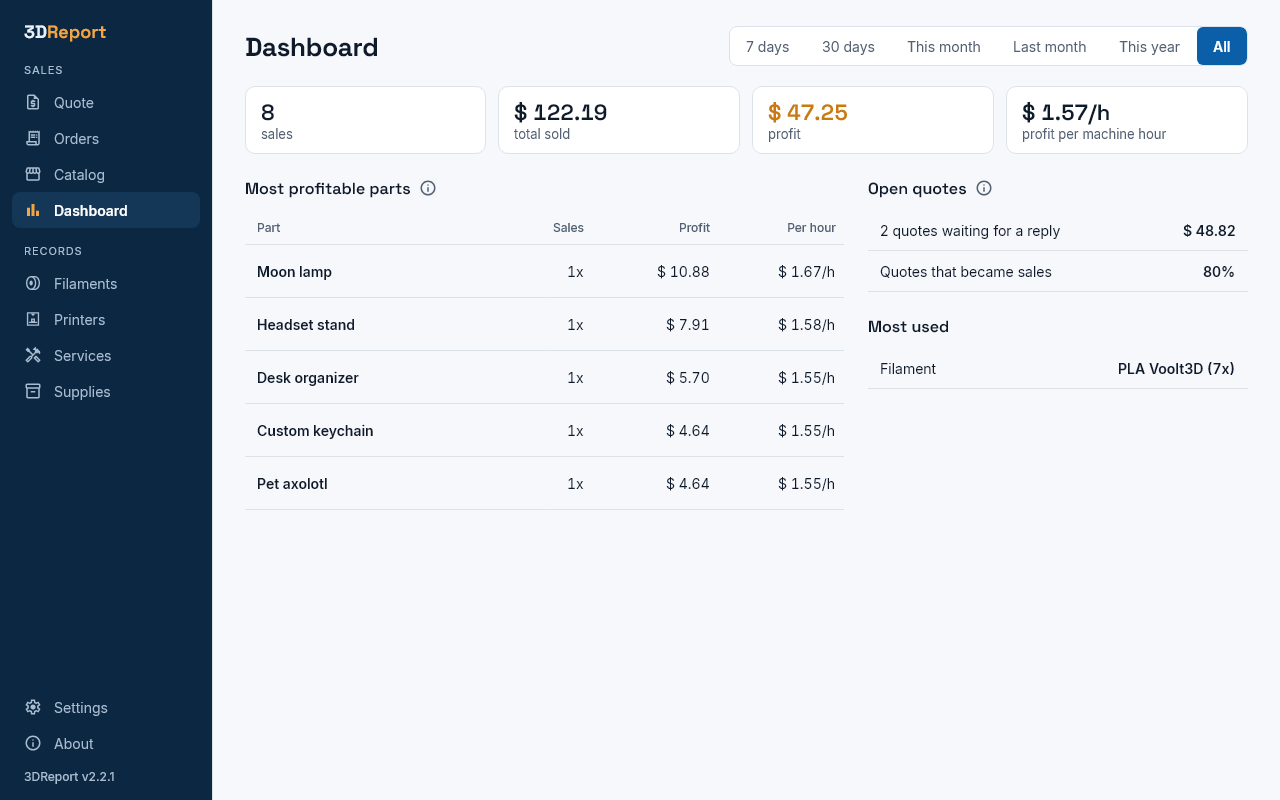 3DReport
SALES
Quote
Orders
Catalog
Dashboard
RECORDS
Filaments
Printers
Services
Supplies
Settings
About
3DReport v2.2.1
Dashboard
7 days 30 days This month Last month This year All
8
sales
$ 122.19
total sold
$ 47.25
profit
$ 1.57/h
profit per machine hour
Most profitable parts
Part Sales Profit Per hour
Moon lamp 1x $ 10.88 $ 1.67/h
Headset stand 1x $ 7.91 $ 1.58/h
Desk organizer 1x $ 5.70 $ 1.55/h
Custom keychain 1x $ 4.64 $ 1.55/h
Pet axolotl 1x $ 4.64 $ 1.55/h
Open quotes
2 quotes waiting for a reply $ 48.82
Quotes that became sales 80%
Most used
Filament PLA Voolt3D (7x)